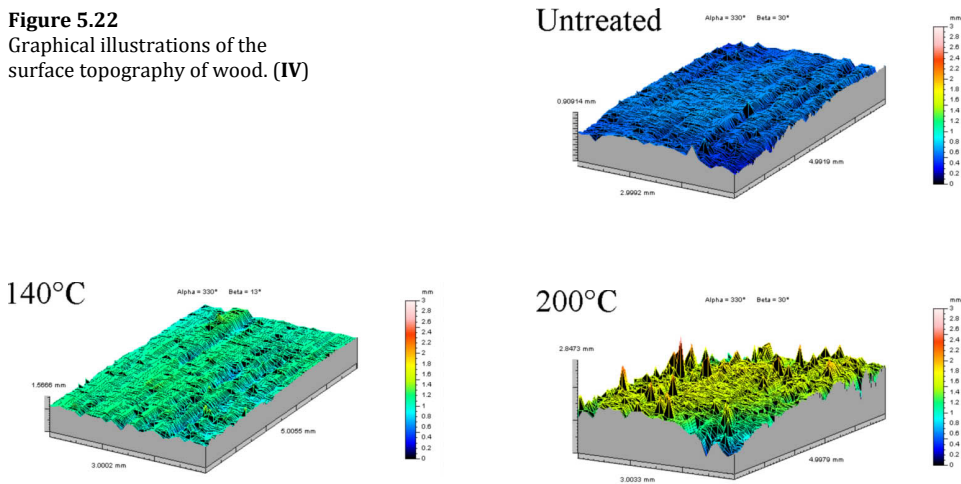 Figure 5.22
Graphical illustrations of the
surface topography of wood. (IV)
Untreated
Alpha = 330° Beta = 30°
0.90914 mm
2.9992 mm
4.9919 mm
mm
3
2.8
2.6
2.4
2.2
2
1.8
1.6
1.4
1.2
1
0.8
0.6
0.4
0.2
0
140°C
Alpha = 330° Beta = 13°
1.5666 mm
3.0002 mm
5.0055 mm
mm
3
2.8
2.6
2.4
2.2
2
1.8
1.6
1.4
1.2
1
0.8
0.6
0.4
0.2
0
200°C
Alpha = 330° Beta = 30°
2.8473 mm
3.0033 mm
4.9979 mm
mm
3
2.8
2.6
2.4
2.2
2
1.8
1.6
1.4
1.2
1
0.8
0.6
0.4
0.2
0